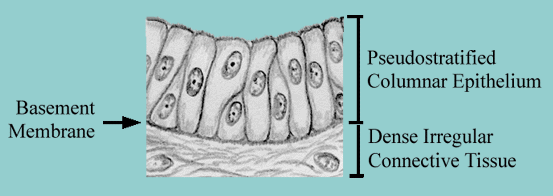 Pseudostratified
Columnar Epithelium
Basement
Membrane
Dense Irregular
Connective Tissue